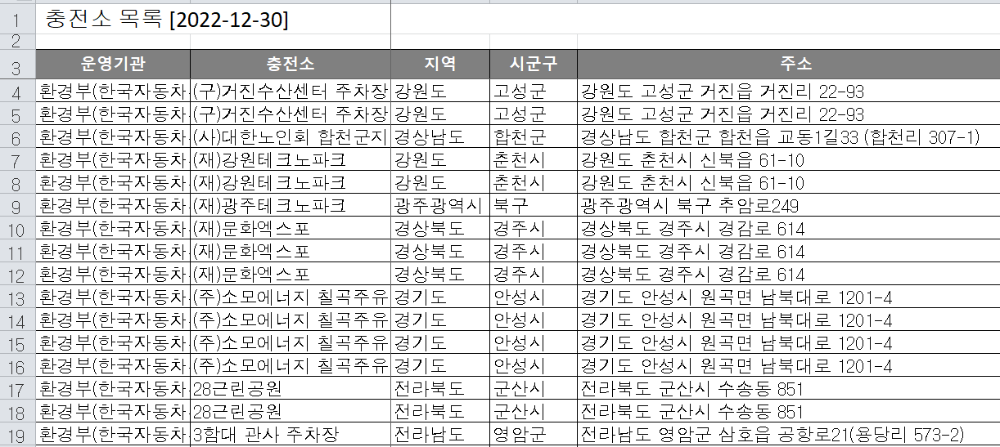 1 충전소 목록 [2022-12-30]
2
3 운영기관 충전소 지역 시군구 주소
4 환경부(한국자동차 (구)거진수산센터 주차장 강원도 고성군 강원도 고성군 거진읍 거진리 22-93
5 환경부(한국자동차 (구)거진수산센터 주차장 강원도 고성군 강원도 고성군 거진읍 거진리 22-93
6 환경부(한국자동차 (사)대한노인회 합천군지 경상남도 합천군 경상남도 합천군 합천읍 교동1길33 (합천리 307-1)
7 환경부(한국자동차 (재)강원테크노파크 강원도 춘천시 강원도 춘천시 신북읍 61-10
8 환경부(한국자동차 (재)강원테크노파크 강원도 춘천시 강원도 춘천시 신북읍 61-10
9 환경부(한국자동차 (재)광주테크노파크 광주광역시 북구 광주광역시 북구 추암로249
10 환경부(한국자동차 (재)문화엑스포 경상북도 경주시 경상북도 경주시 경감로 614
11 환경부(한국자동차 (재)문화엑스포 경상북도 경주시 경상북도 경주시 경감로 614
12 환경부(한국자동차 (재)문화엑스포 경상북도 경주시 경상북도 경주시 경감로 614
13 환경부(한국자동차 (주)소모에너지 칠곡주유 경기도 안성시 경기도 안성시 원곡면 남북대로 1201-4
14 환경부(한국자동차 (주)소모에너지 칠곡주유 경기도 안성시 경기도 안성시 원곡면 남북대로 1201-4
15 환경부(한국자동차 (주)소모에너지 칠곡주유 경기도 안성시 경기도 안성시 원곡면 남북대로 1201-4
16 환경부(한국자동차 (주)소모에너지 칠곡주유 경기도 안성시 경기도 안성시 원곡면 남북대로 1201-4
17 환경부(한국자동차 28근린공원 전라북도 군산시 전라북도 군산시 수송동 851
18 환경부(한국자동차 28근린공원 전라북도 군산시 전라북도 군산시 수송동 851
19 환경부(한국자동차 3함대 관사 주차장 전라남도 영암군 전라남도 영암군 삼호읍 공항로21(용당리 573-2)